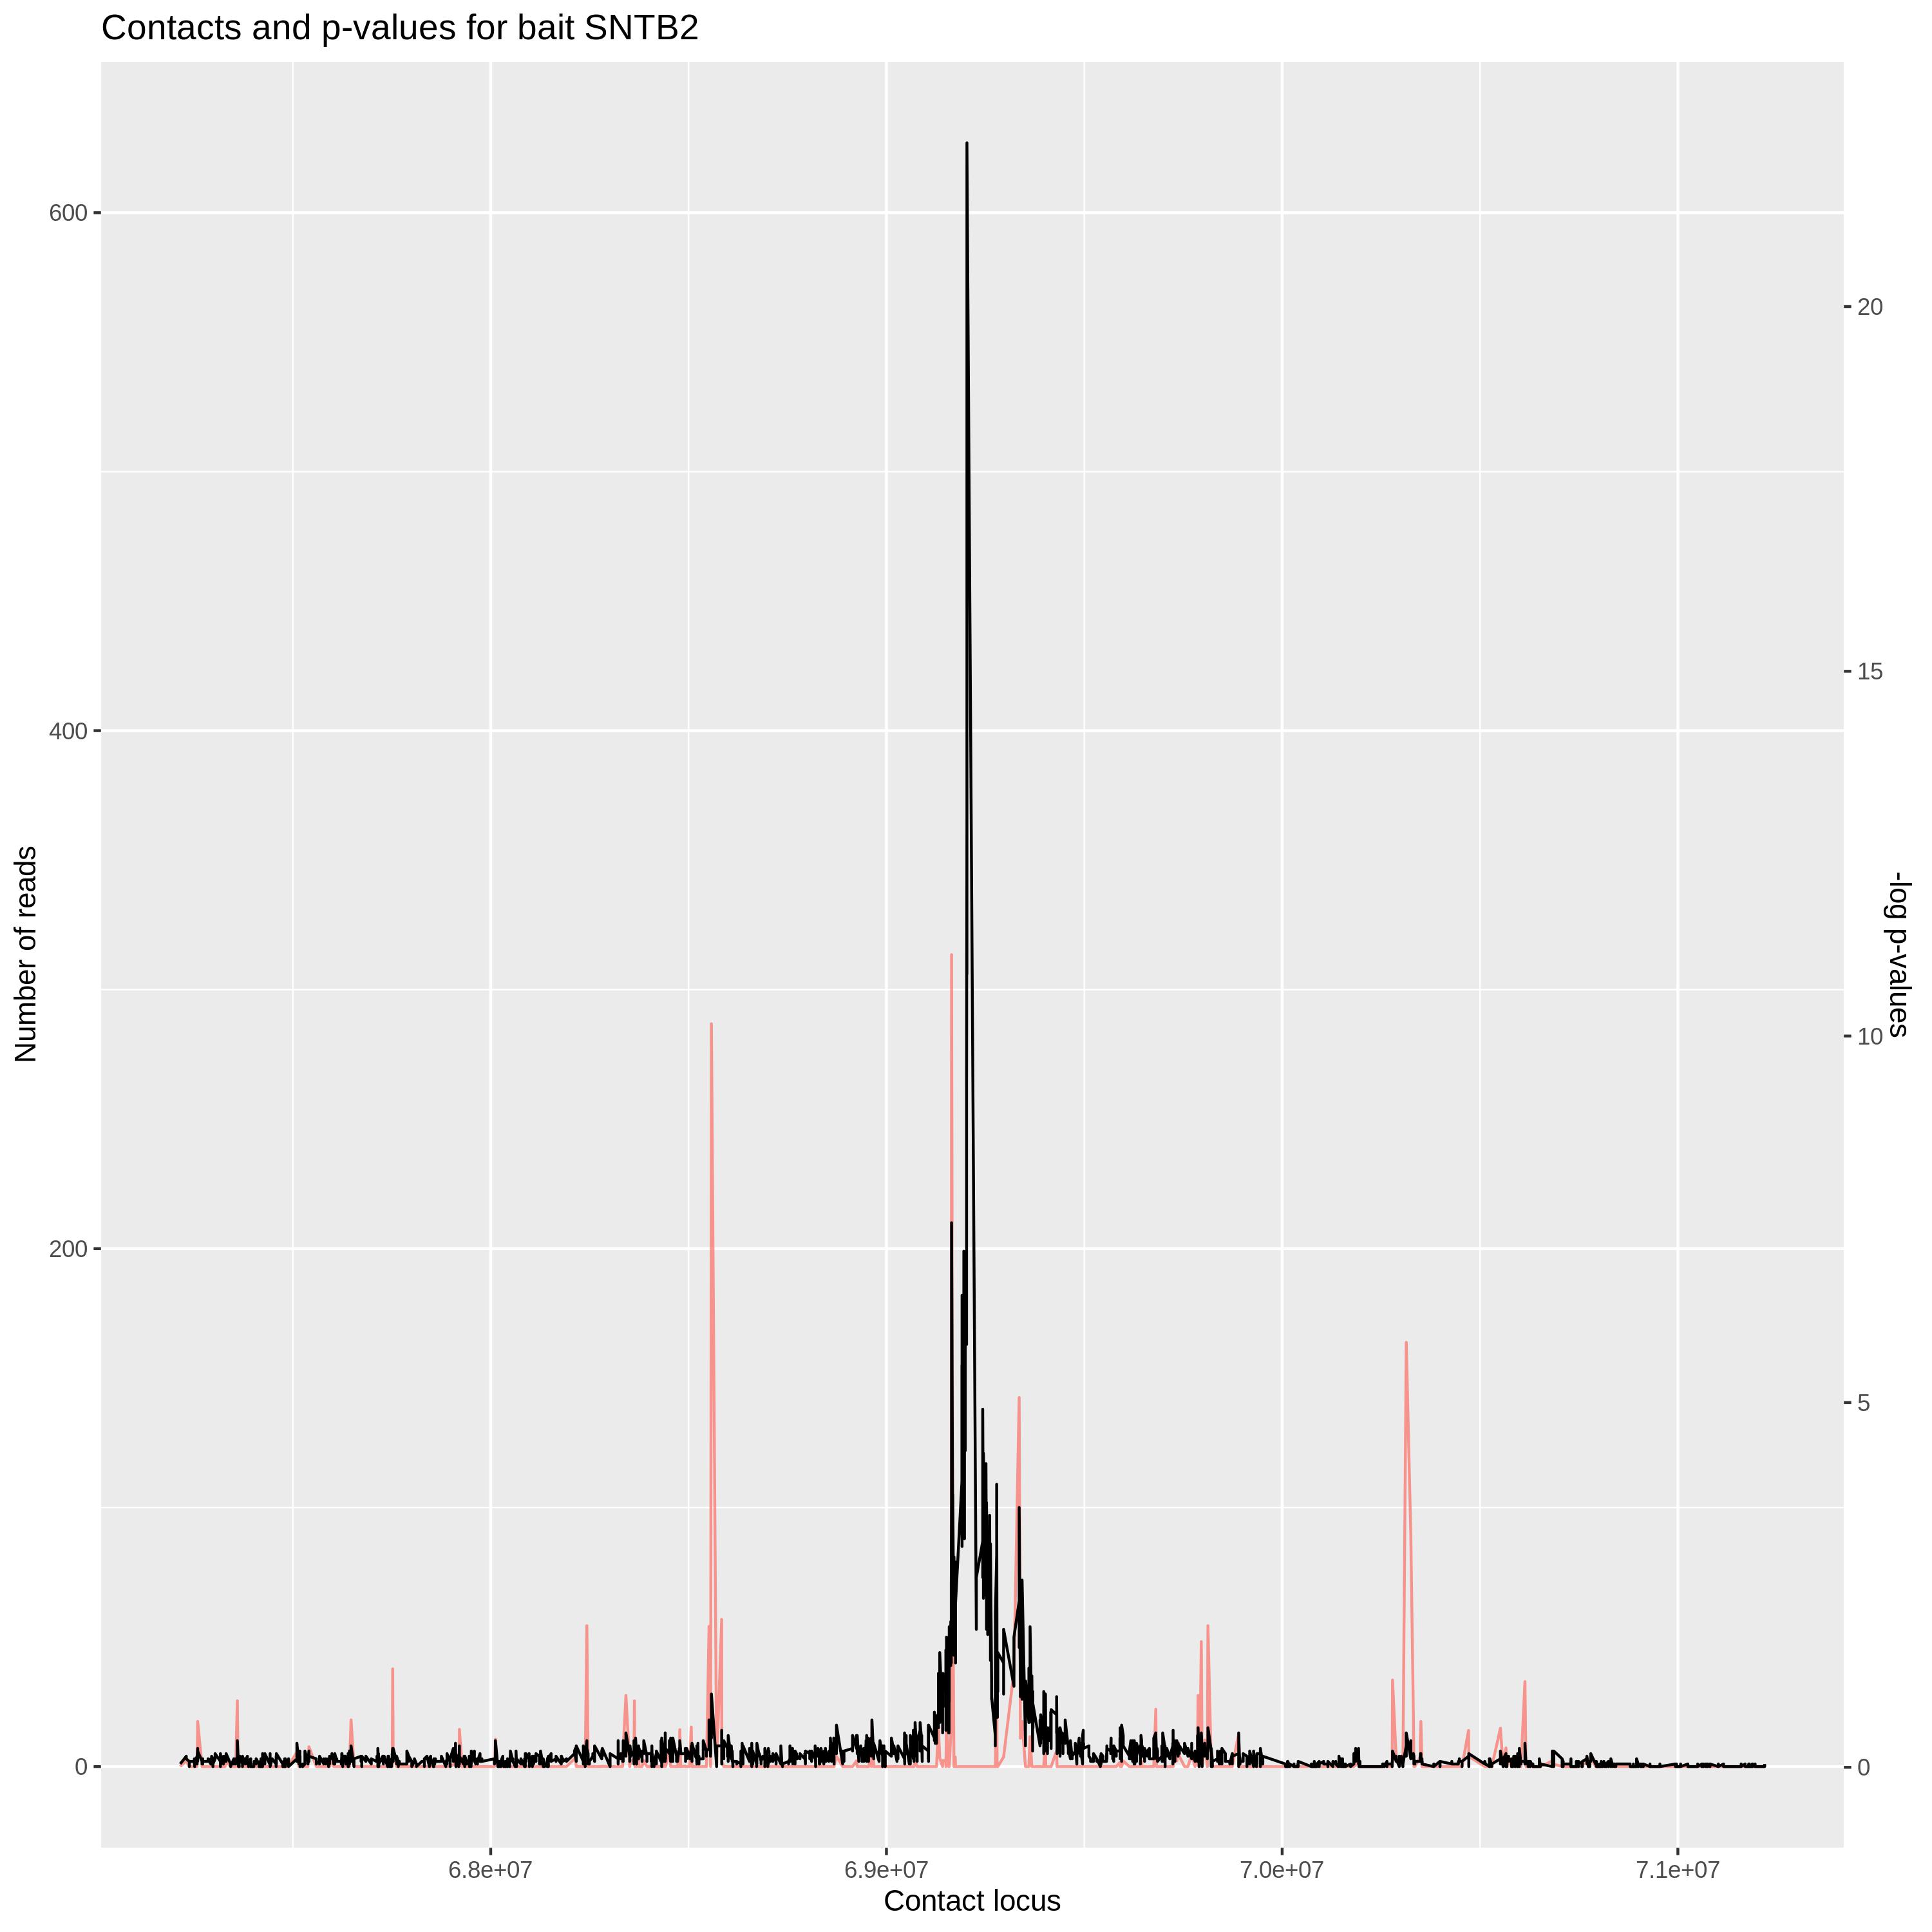 Contacts and p-values for bait SNTB2
600
400
200
0
Number of reads
20
15
10
5
0
-log p-values
6.8e+07
6.9e+07
7.0e+07
7.1e+07
Contact locus